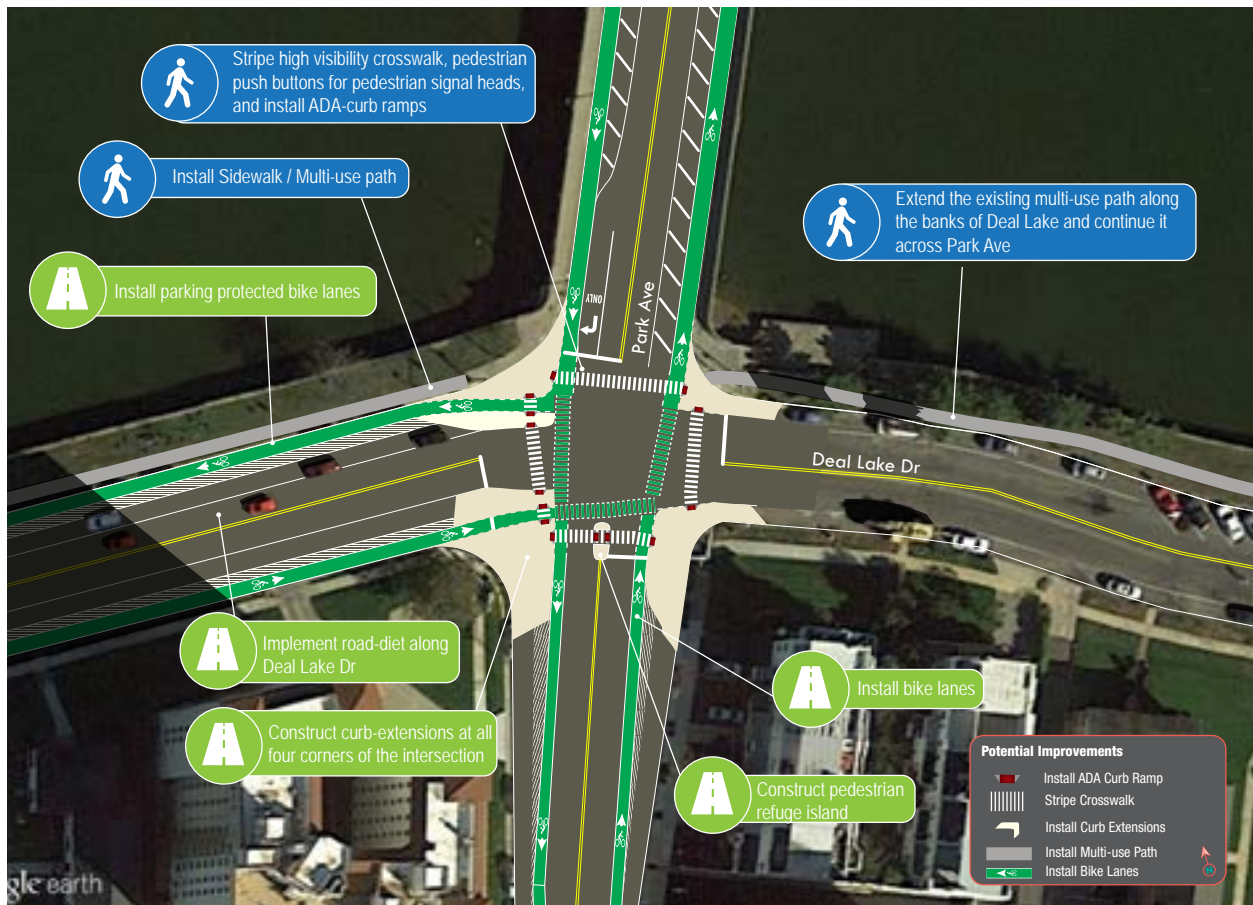 Stripe high visibility crosswalk, pedestrian
push buttons for pedestrian signal heads,
and install ADA-curb ramps
Install Sidewalk / Multi-use path
Extend the existing multi-use path along
the banks of Deal Lake and continue it
across Park Ave
Install parking protected bike lanes
ONLY
Park Ave
Deal Lake Dr
Implement road-diet along
Deal Lake Dr
Install bike lanes
Construct curb-extensions at all
four corners of the intersection
Construct pedestrian
refuge island
Potential Improvements
Install ADA Curb Ramp
Stripe Crosswalk
Install Curb Extensions
Install Multi-use Path
Install Bike Lanes
gle earth